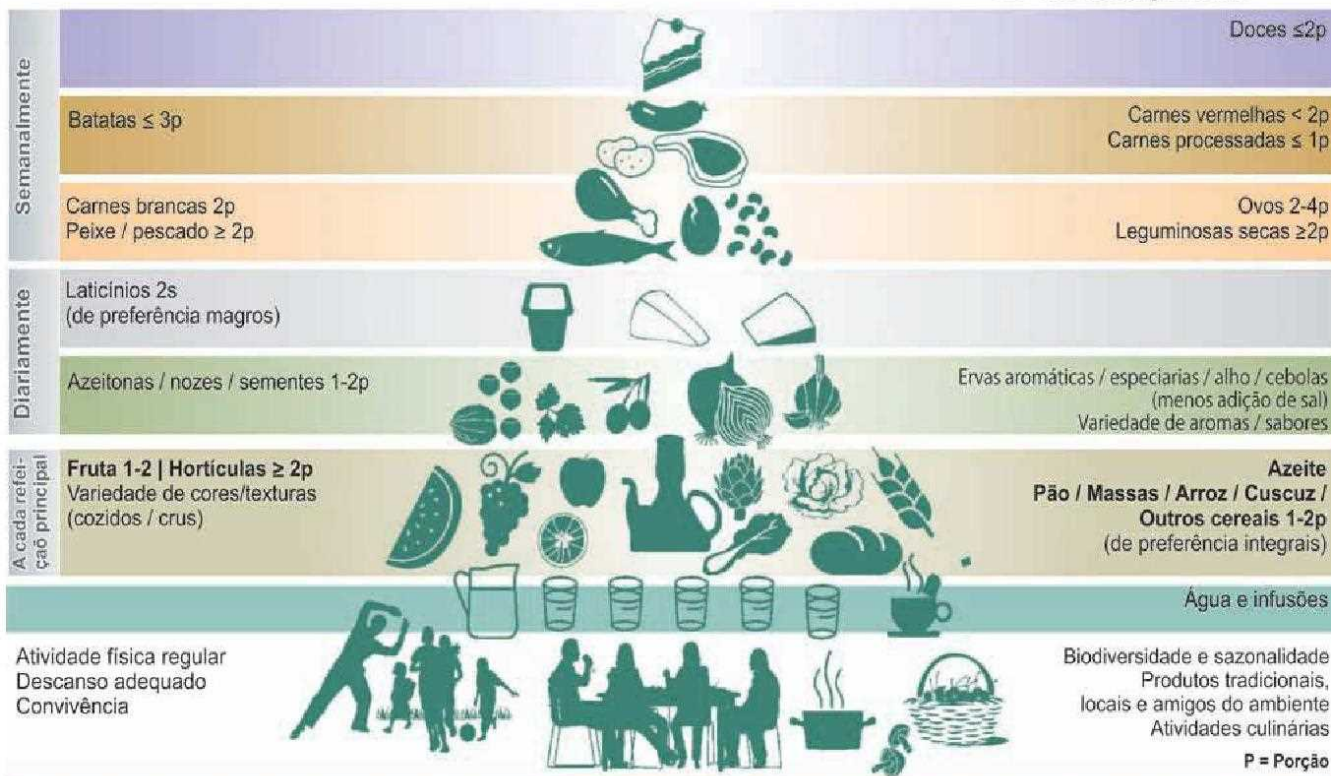 Semanalmente
Doces ≤2p
Batatas ≤ 3p
Carnes vermelhas < 2p
Carnes processadas ≤ 1p
Carnes brancas 2p
Peixe / pescado ≥ 2p
Ovos 2-4p
Leguminosas secas ≥2p
Diariamente
Laticínios 2s
(de preferência magros)
Azeitonas / nozes / sementes 1-2p
Ervas aromáticas / especiarias / alho / cebolas
(menos adição de sal)
Variedade de aromas / sabores
A cada refei-
çaõ principal
Fruta 1-2 | Hortículas ≥ 2p
Variedade de cores/texturas
(cozidos / crus)
Azeite
Pão / Massas / Arroz / Cuscuz /
Outros cereais 1-2p
(de preferência integrais)
Água e infusões
Atividade física regular
Descanso adequado
Convivência
Biodiversidade e sazonalidade
Produtos tradicionais,
locais e amigos do ambiente
Atividades culinárias
P = Porção